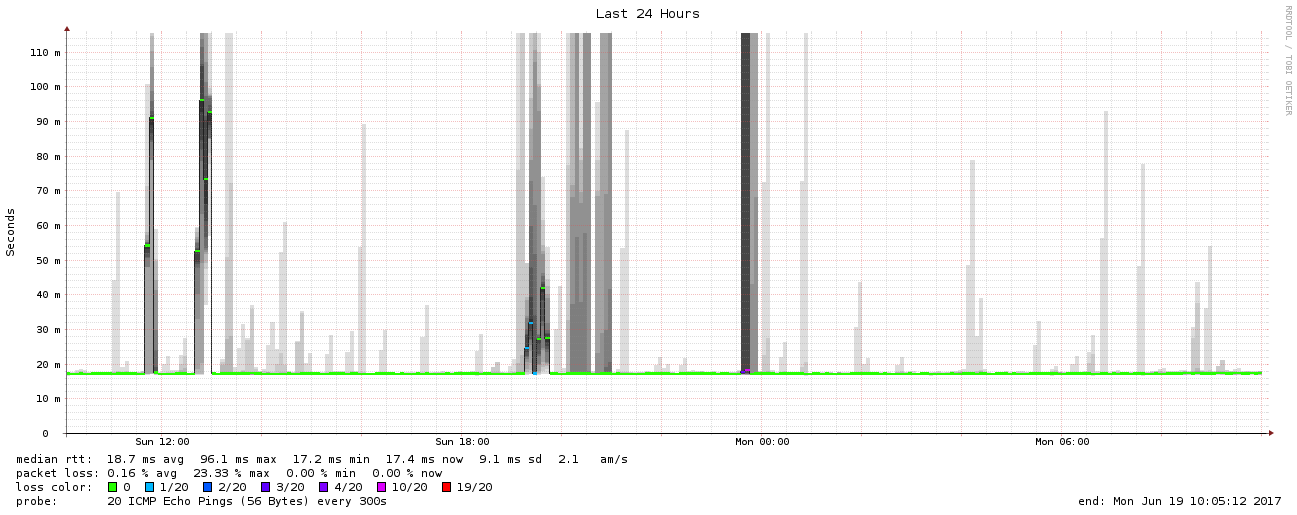 Last 24 Hours
RRDTOOL / TOBI OETIKER
Seconds
110 m
100 m
90 m
80 m
70 m
60 m
50 m
40 m
30 m
20 m
10 m
0
Sun 12:00 Sun 18:00 Mon 00:00 Mon 06:00
median rtt: 18.7 ms avg 96.1 ms max 17.2 ms min 17.4 ms now 9.1 ms sd 2.1 am/s
packet loss: 0.16 % avg 23.33 % max 0.00 % min 0.00 % now
loss color: 0 1/20 2/20 3/20 4/20 10/20 19/20
probe: 20 ICMP Echo Pings (56 Bytes) every 300s end: Mon Jun 19 10:05:12 2017